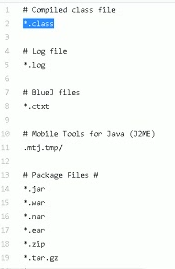 1 # Compiled class file
2 *.class
3
4 # Log file
5 *.log
6
7 # BlueJ files
8 *.ctxt
9
10 # Mobile Tools for Java (J2ME)
11 .mtj.tmp/
12
13 # Package Files #
14 *.jar
15 *.war
16 *.nar
17 *.ear
18 *.zip
19 *.tar.gz